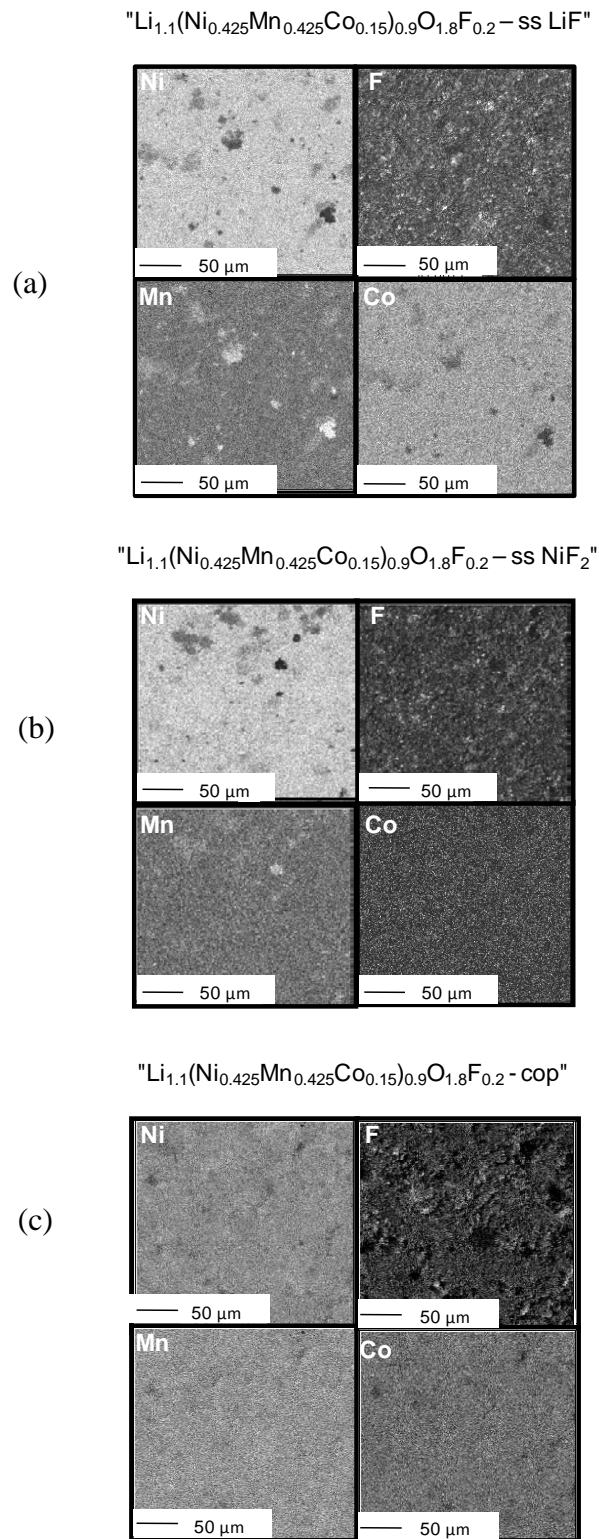 "Li1.1(Ni0.425Mn0.425Co0.15)0.9O1.8F0.2 – ss LiF"
Ni F
50 µm 50 µm
(a)
Mn Co
50 µm 50 µm
"Li1.1(Ni0.425Mn0.425Co0.15)0.9O1.8F0.2 – ss NiF2"
Ni F
50 µm 50 µm
(b)
Mn Co
50 µm 50 µm
"Li1.1(Ni0.425Mn0.425Co0.15)0.9O1.8F0.2 - cop"
Ni F
(c)
50 µm 50 µm
Mn Co
50 µm 50 µm